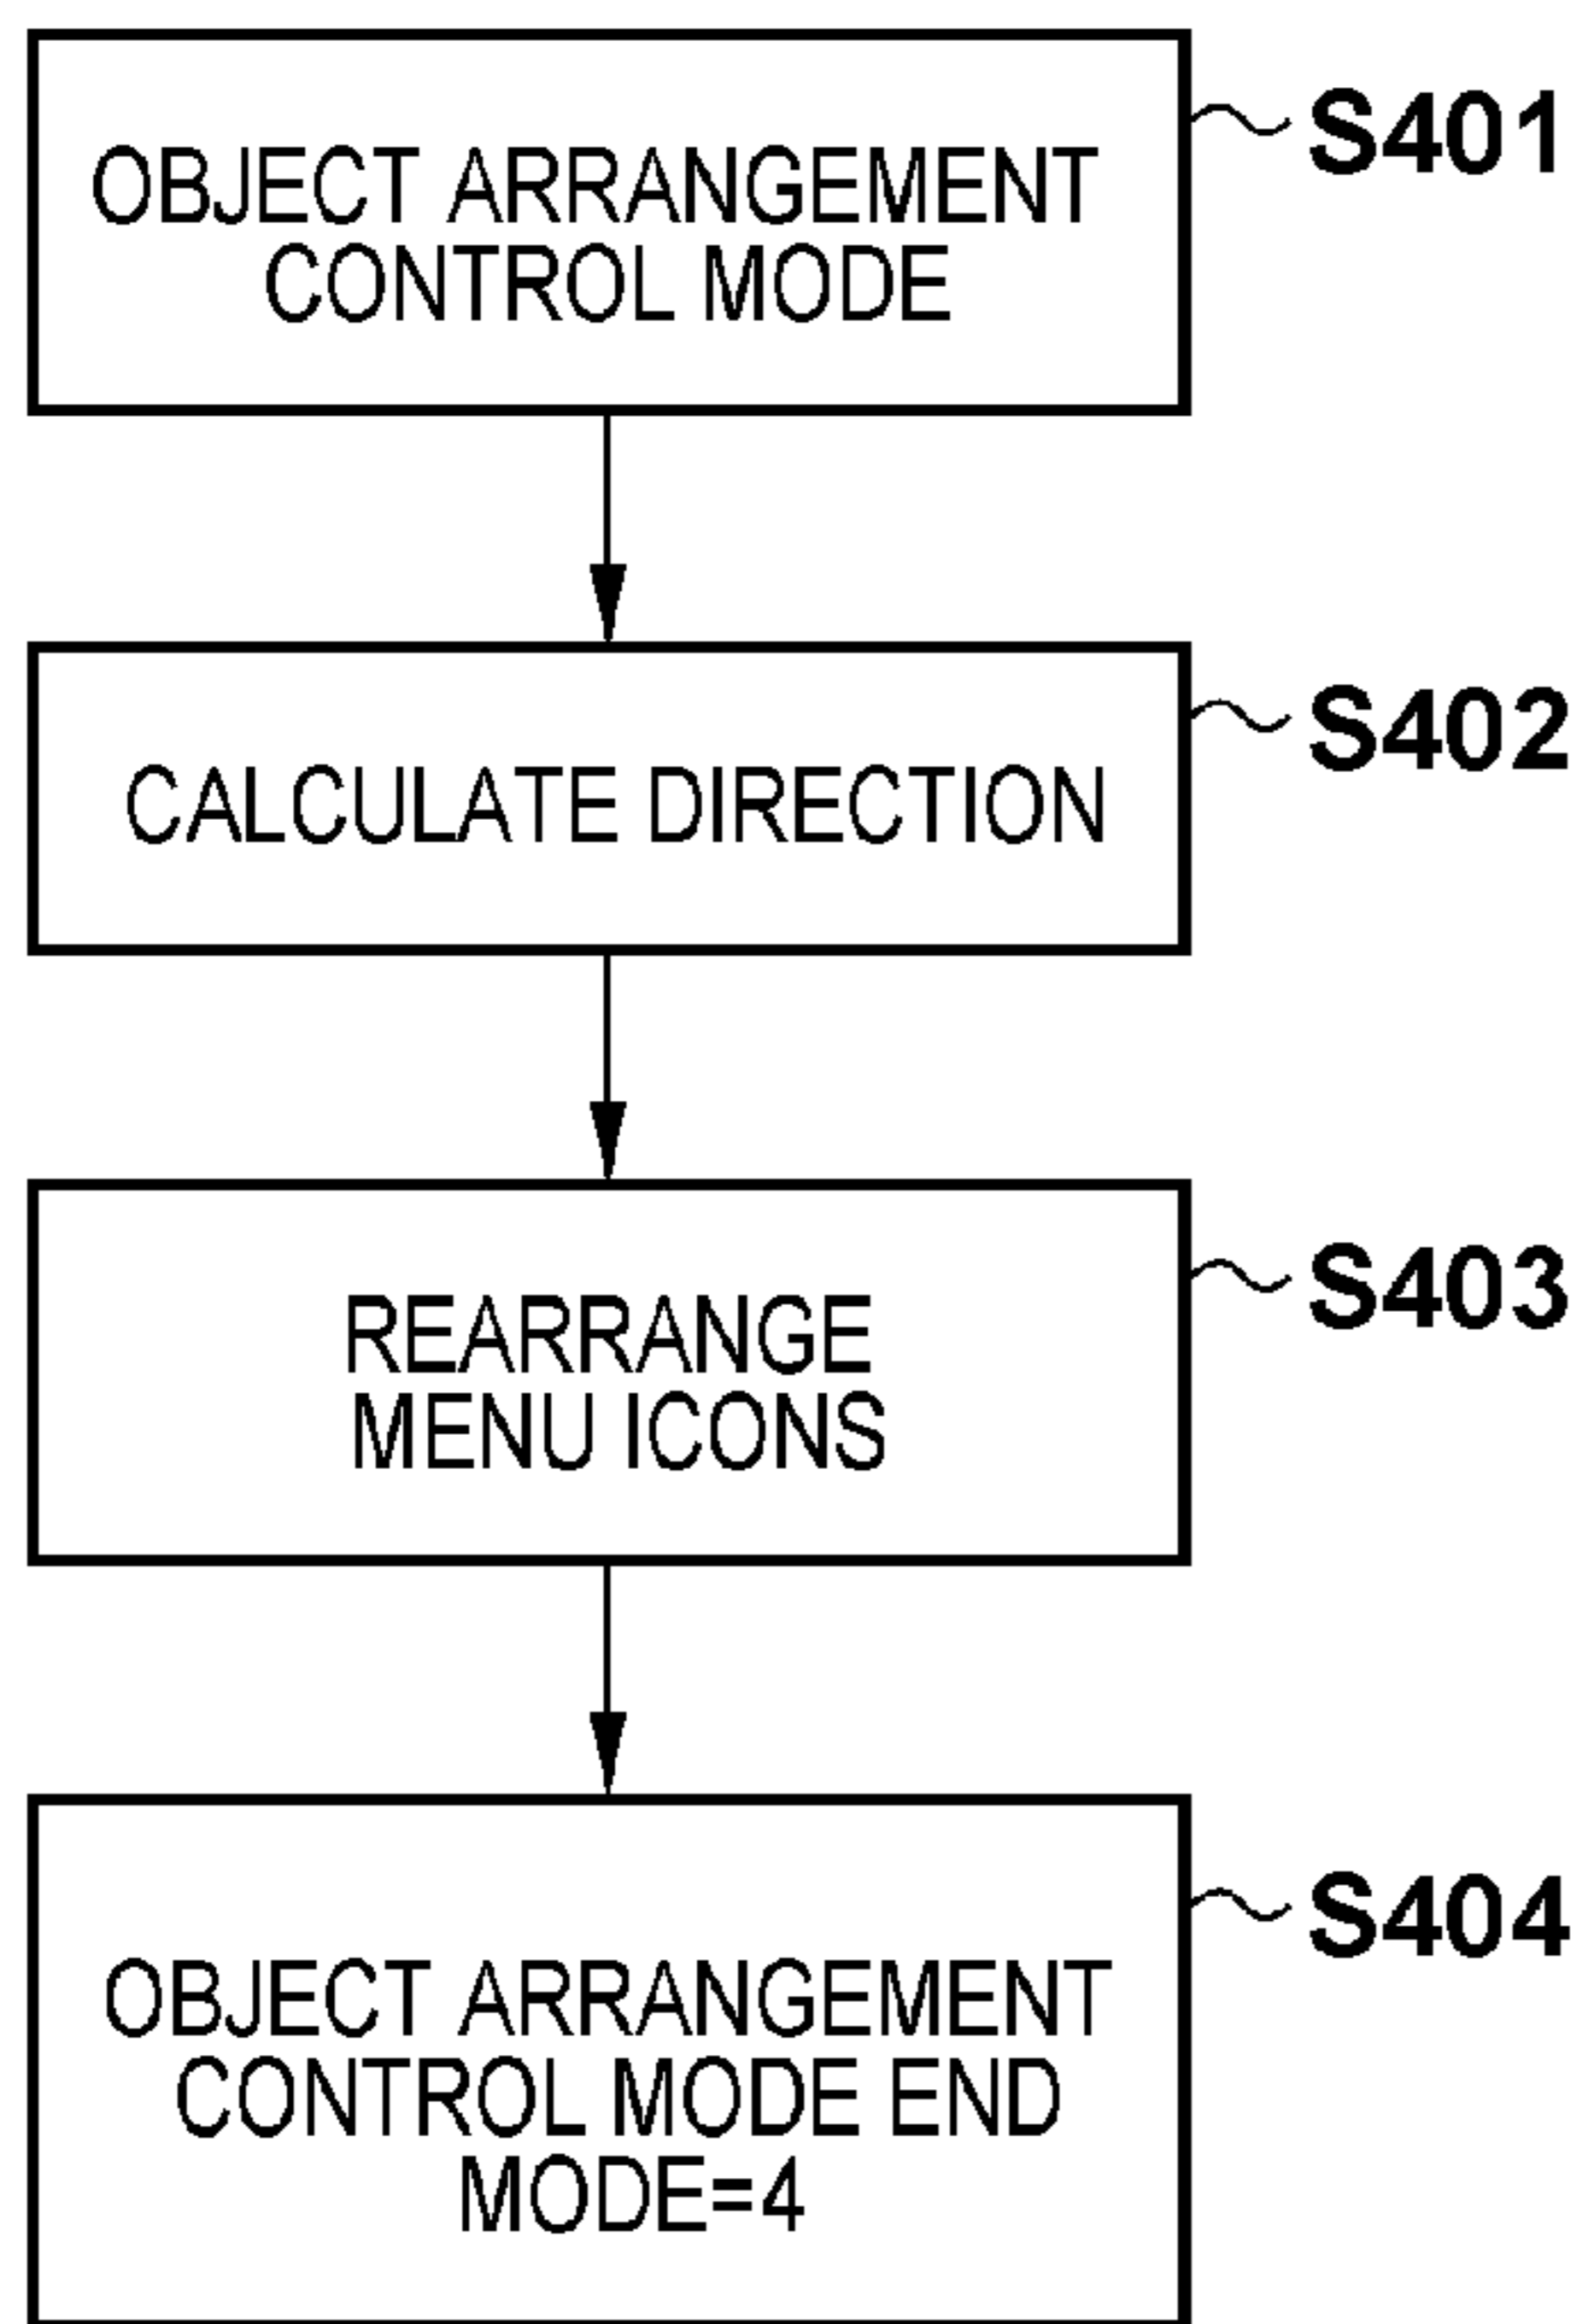 OBJECT ARRANGEMENT
CONTROL MODE
S401
CALCULATE DIRECTION
S402
REARRANGE
MENU ICONS
S403
OBJECT ARRANGEMENT
CONTROL MODE END
MODE=4
S404